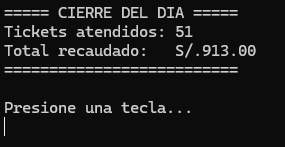 ===== CIERRE DEL DIA =====
Tickets atendidos: 51
Total recaudado:   S/.913.00
==========================
Presione una tecla...